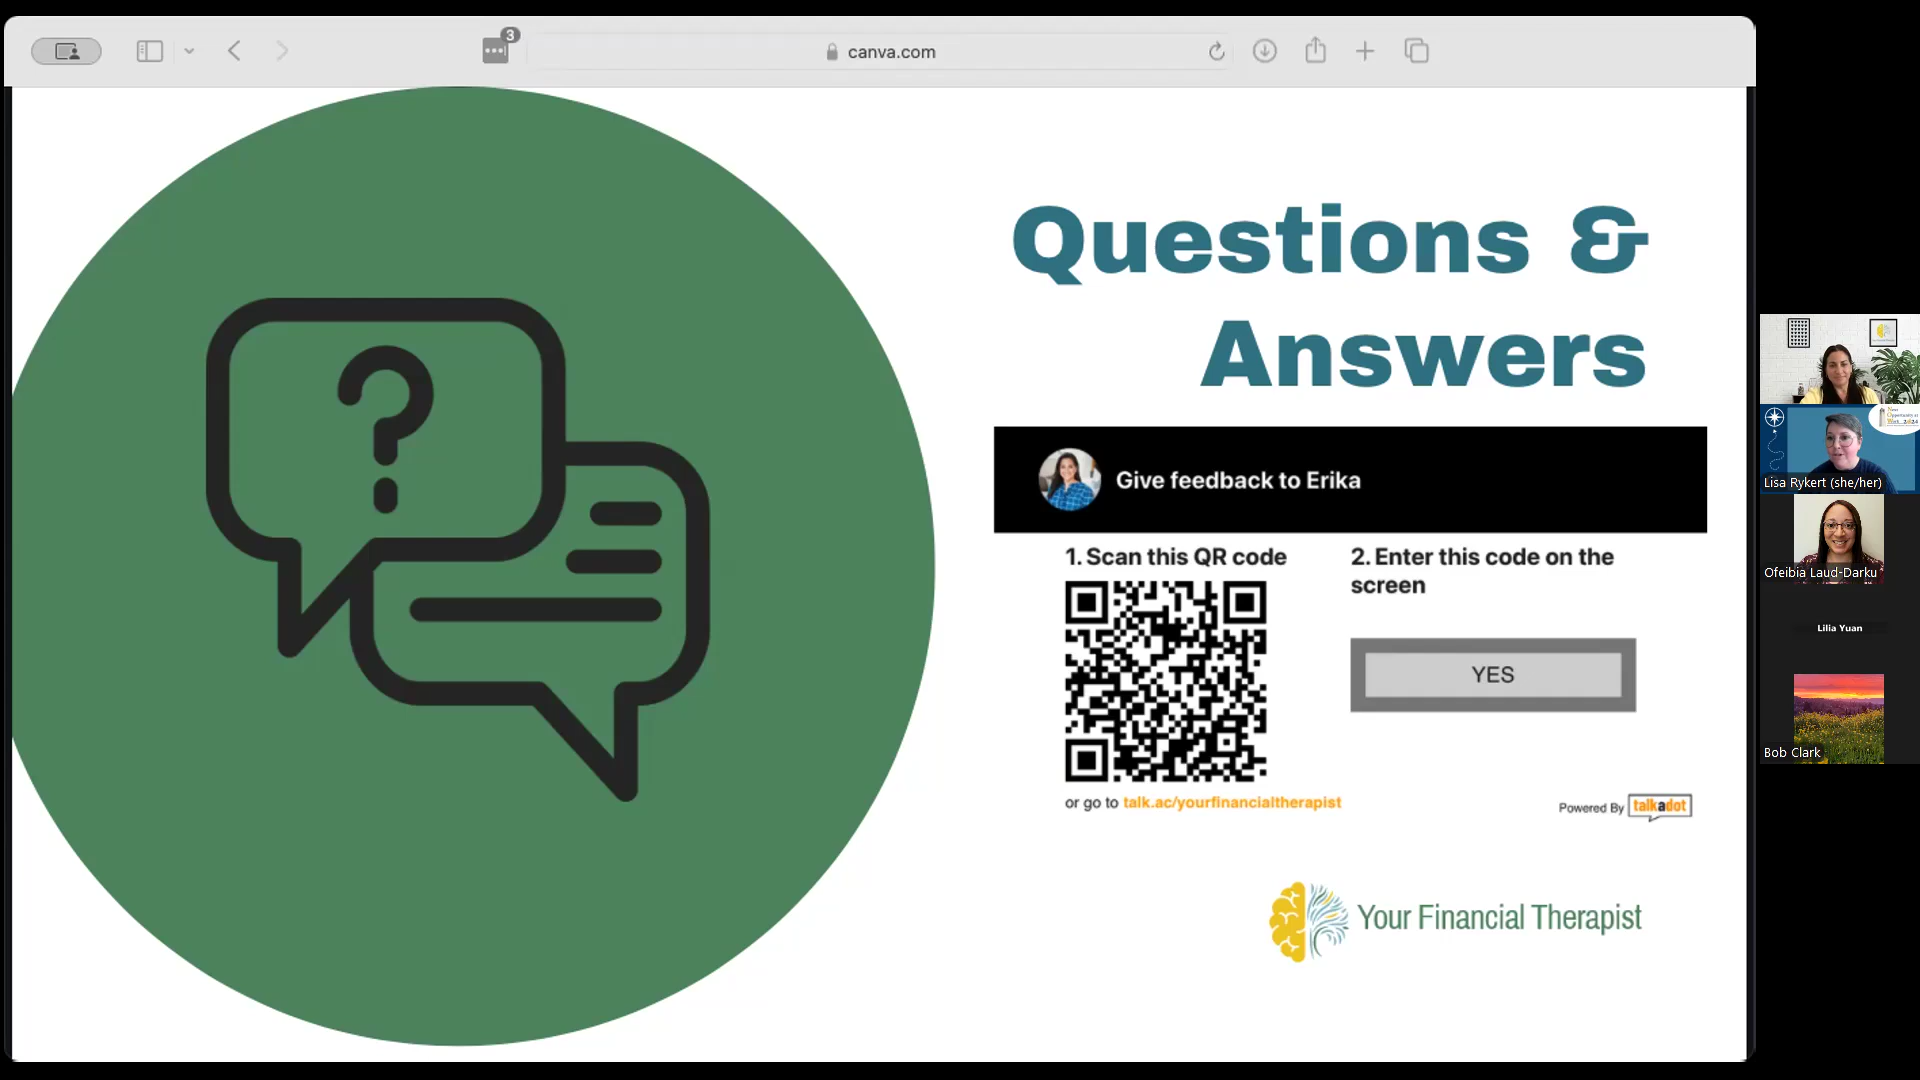 3
canva.com
Questions &
Answers
Give feedback to Erika
1. Scan this QR code
2. Enter this code on the
screen
YES
or go to talk.ac/yourfinancialtherapist
Powered By talkadot
Your Financial Therapist
Lisa Rykert (she/her)
Ofeibia Laud-Darku
Lilia Yuan
Bob Clark